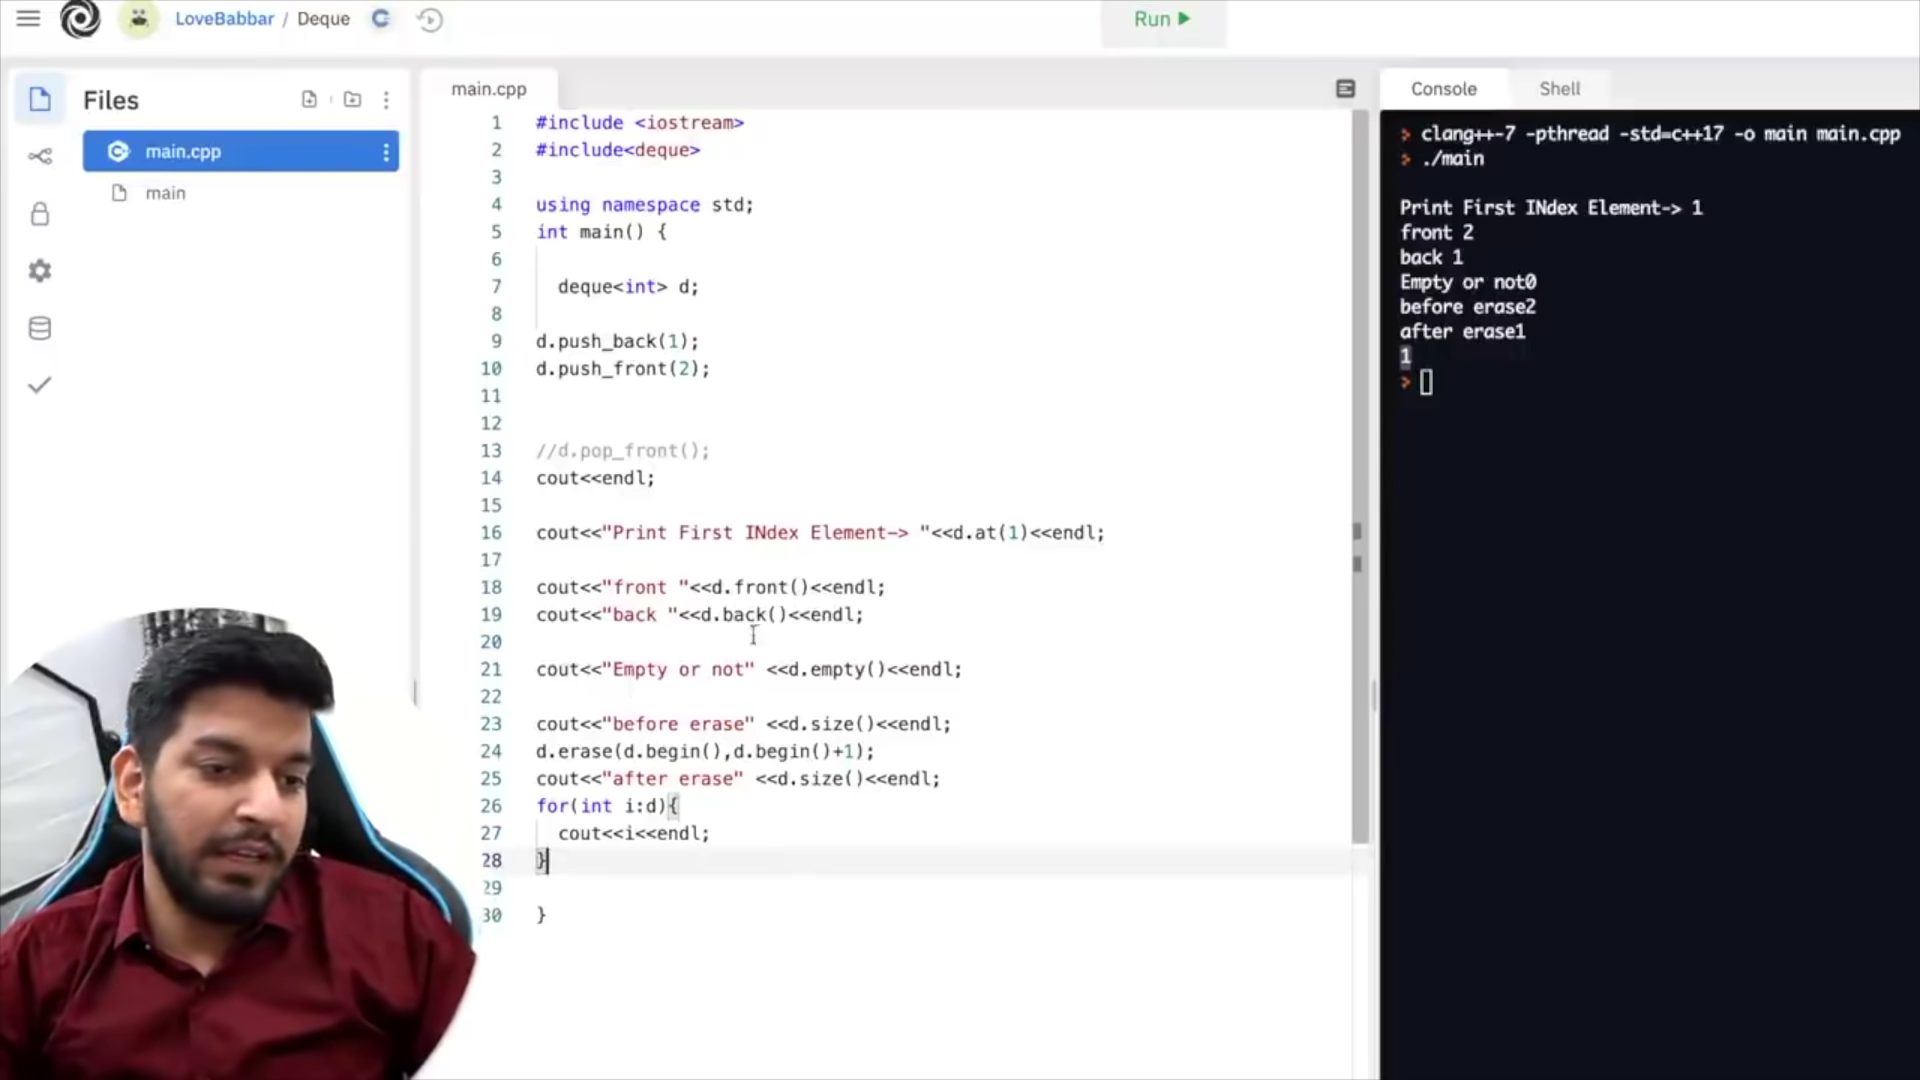 LoveBabbar / Deque
Run
Files
main.cpp
main
main.cpp
1 #include <iostream>
2 #include<deque>
3
4 using namespace std;
5 int main() {
6
7 deque<int> d;
8
9 d.push_back(1);
10 d.push_front(2);
11
12
13 //d.pop_front();
14 cout<<endl;
15
16 cout<<"Print First INdex Element-> "<<d.at(1)<<endl;
17
18 cout<<"front "<<d.front()<<endl;
19 cout<<"back "<<d.back()<<endl;
20
21 cout<<"Empty or not" <<d.empty()<<endl;
22
23 cout<<"before erase" <<d.size()<<endl;
24 d.erase(d.begin(),d.begin()+1);
25 cout<<"after erase" <<d.size()<<endl;
26 for(int i:d){
27 cout<<i<<endl;
28 }
29
30 }
Console Shell
> clang++-7 -pthread -std=c++17 -o main main.cpp
> ./main
Print First INdex Element-> 1
front 2
back 1
Empty or not0
before erase2
after erase1
1
>